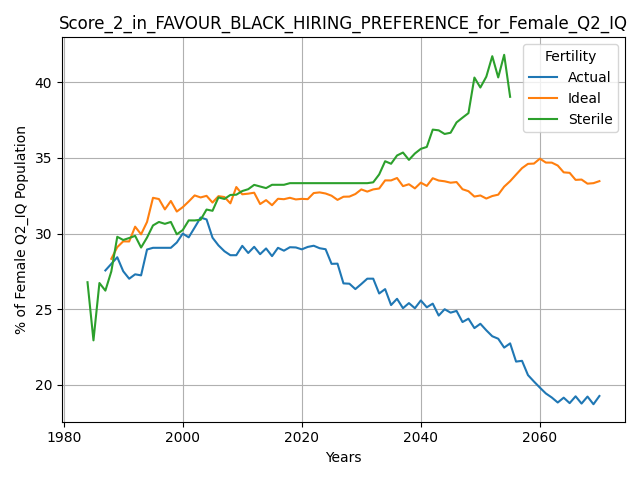 Score_2_in_FAVOUR_BLACK_HIRING_PREFERENCE_for_Female_Q2_IQ
Fertility
Actual
Ideal
Sterile
% of Female Q2_IQ Population
40
35
30
25
20
1980
2000
2020
2040
2060
Years